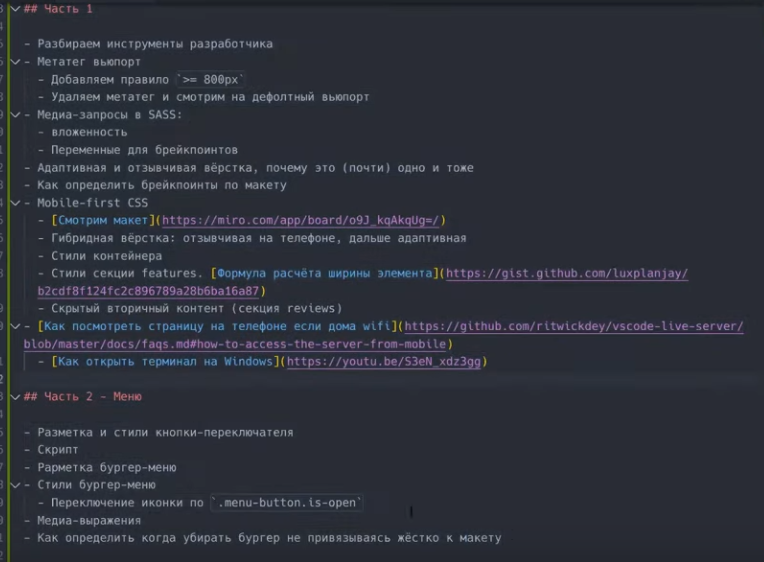 ## Часть 1
- Разбираем инструменты разработчика
- Метатег вьюпорт
- Добавляем правило `>= 800px`
- Удаляем метатег и смотрим на дефолтный вьюпорт
- Медиа-запросы в SASS:
- вложенность
- Переменные для брейкпоинтов
- Адаптивная и отзывчивая вёрстка, почему это (почти) одно и тоже
- Как определить брейкпоинты по макету
- Mobile-first CSS
- [Смотрим макет](https://miro.com/app/board/o9J_kqAkqUg=/)
- Гибридная вёрстка: отзывчивая на телефоне, дальше адаптивная
- Стили контейнера
- Стили секции features. [Формула расчёта ширины элемента](https://gist.github.com/luxplanjay/
b2cdf8f124fc2c896789a28b6ba16a87)
- Скрытый вторичный контент (секция reviews)
- [Как посмотреть страницу на телефоне если дома wifi](https://github.com/ritwickdey/vscode-live-server/
blob/master/docs/faqs.md#how-to-access-the-server-from-mobile)
- [Как открыть терминал на Windows](https://youtu.be/S3eN_xdz3gg)
## Часть 2 - Меню
- Разметка и стили кнопки-переключателя
- Скрипт
- Рарметка бургер-меню
- Стили бургер-меню
- Переключение иконки по `.menu-button.is-open`
- Медиа-выражения
- Как определить когда убирать бургер не привязываясь жёстко к макету